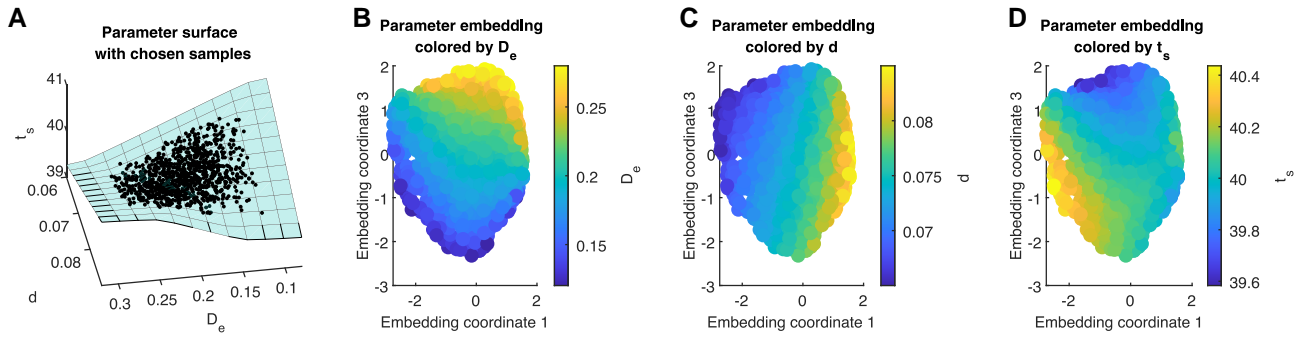 A
Parameter surface
with chosen samples
41
40
39
t_s
0.06
0.07
0.08
d
0.3
0.25
0.2
0.15
0.1
D_e
B
Parameter embedding
colored by D_e
2
1
0
-1
-2
-3
Embedding coordinate 3
-2
0
2
Embedding coordinate 1
0.25
0.2
0.15
D_e
C
Parameter embedding
colored by d
2
1
0
-1
-2
-3
Embedding coordinate 3
-2
0
2
Embedding coordinate 1
0.08
0.075
0.07
d
D
Parameter embedding
colored by t_s
2
1
0
-1
-2
-3
Embedding coordinate 3
-2
0
2
Embedding coordinate 1
40.4
40.2
40
39.8
39.6
t_s